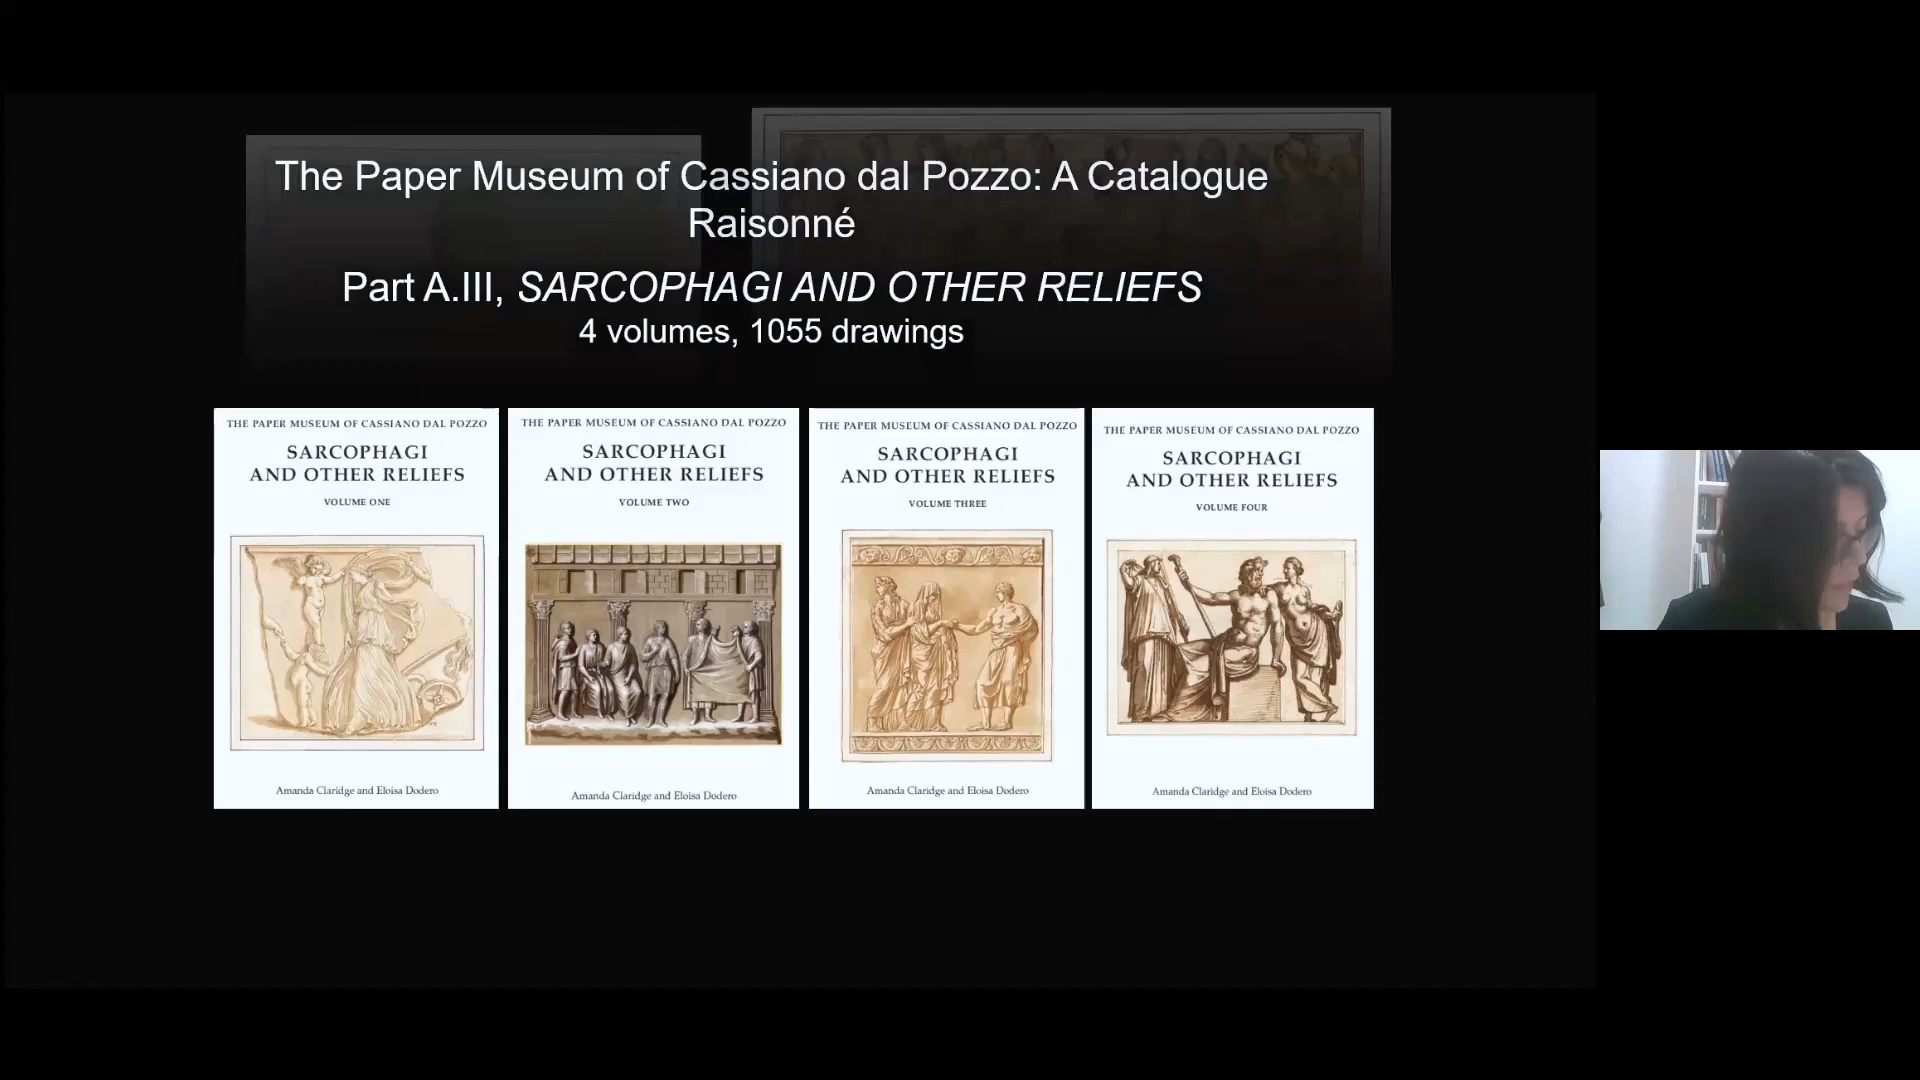 The Paper Museum of Cassiano dal Pozzo: A Catalogue
Raisonné
Part A.III, SARCOPHAGI AND OTHER RELIEFS
4 volumes, 1055 drawings
THE PAPER MUSEUM OF CASSIANO DAL POZZO
SARCOPHAGI
AND OTHER RELIEFS
VOLUME ONE
Amanda Claridge and Eloisa Dodero
THE PAPER MUSEUM OF CASSIANO DAL POZZO
SARCOPHAGI
AND OTHER RELIEFS
VOLUME TWO
Amanda Claridge and Eloisa Dodero
THE PAPER MUSEUM OF CASSIANO DAL POZZO
SARCOPHAGI
AND OTHER RELIEFS
VOLUME THREE
Amanda Claridge and Eloisa Dodero
THE PAPER MUSEUM OF CASSIANO DAL POZZO
SARCOPHAGI
AND OTHER RELIEFS
VOLUME FOUR
Amanda Claridge and Eloisa Dodero